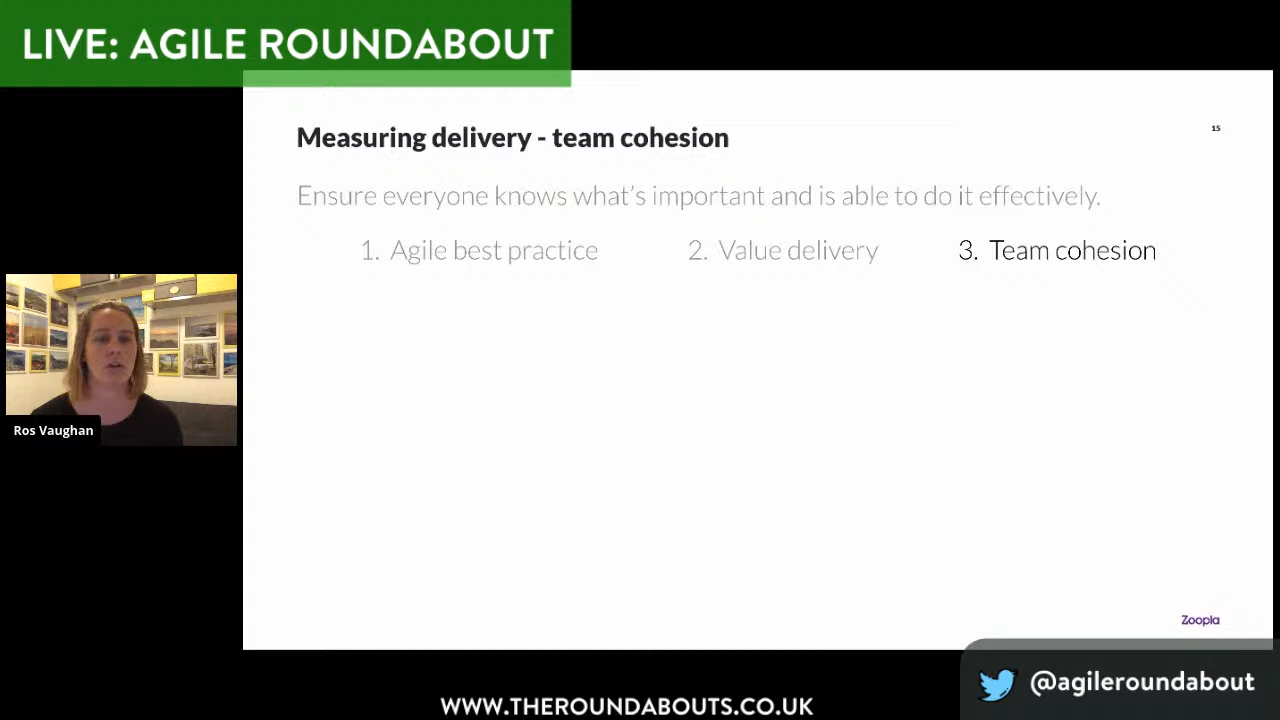 LIVE: AGILE ROUNDABOUT
Measuring delivery - team cohesion
15
Ensure everyone knows what's important and is able to do it effectively.
1. Agile best practice
2. Value delivery
3. Team cohesion
Ros Vaughan
Zoopla
@agileroundabout
WWW.THEROUNDABOUTS.CO.UK